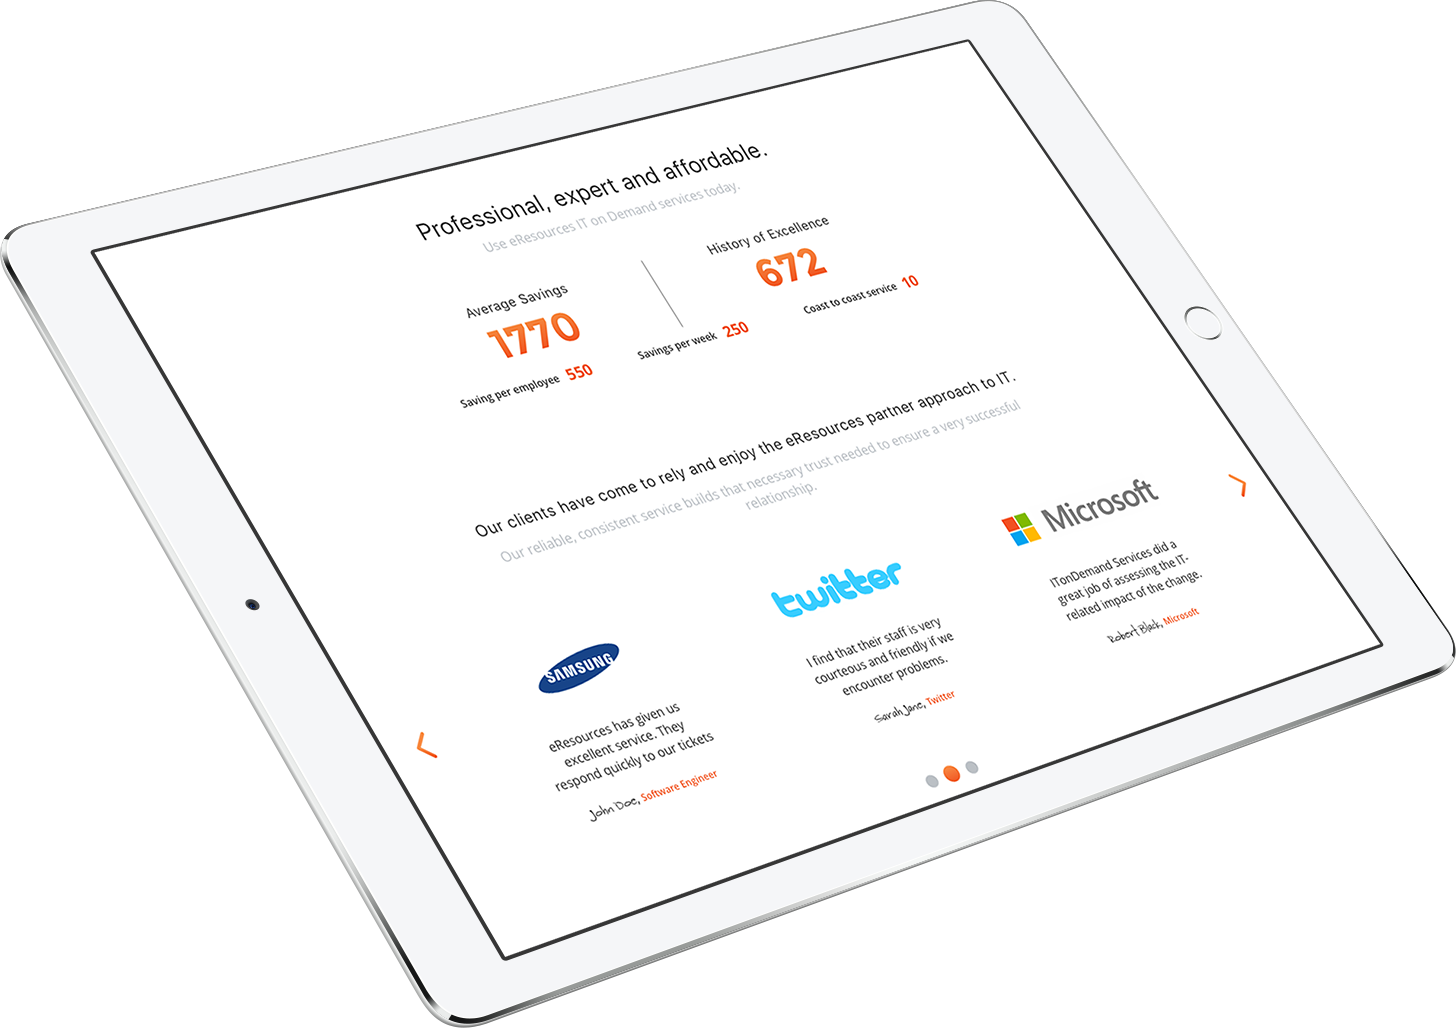 Professional, expert and affordable.
Use eResources IT on Demand services today.
Average Savings
1770
Saving per employee 550
Savings per week 250
History of Excellence
672
Coast to coast service 10
Our clients have come to rely and enjoy the eResources partner approach to IT.
Our reliable, consistent service builds that necessary trust needed to ensure a very successful
relationship.
SAMSUNG
eResources has given us
excellent service. They
respond quickly to our tickets
John Doe, Software Engineer
twitter
I find that their staff is very
courteous and friendly if we
encounter problems.
Sarah Jane, Twitter
Microsoft
ITonDemand Services did a
great job of assessing the IT-
related impact of the change.
Robert Black, Microsoft